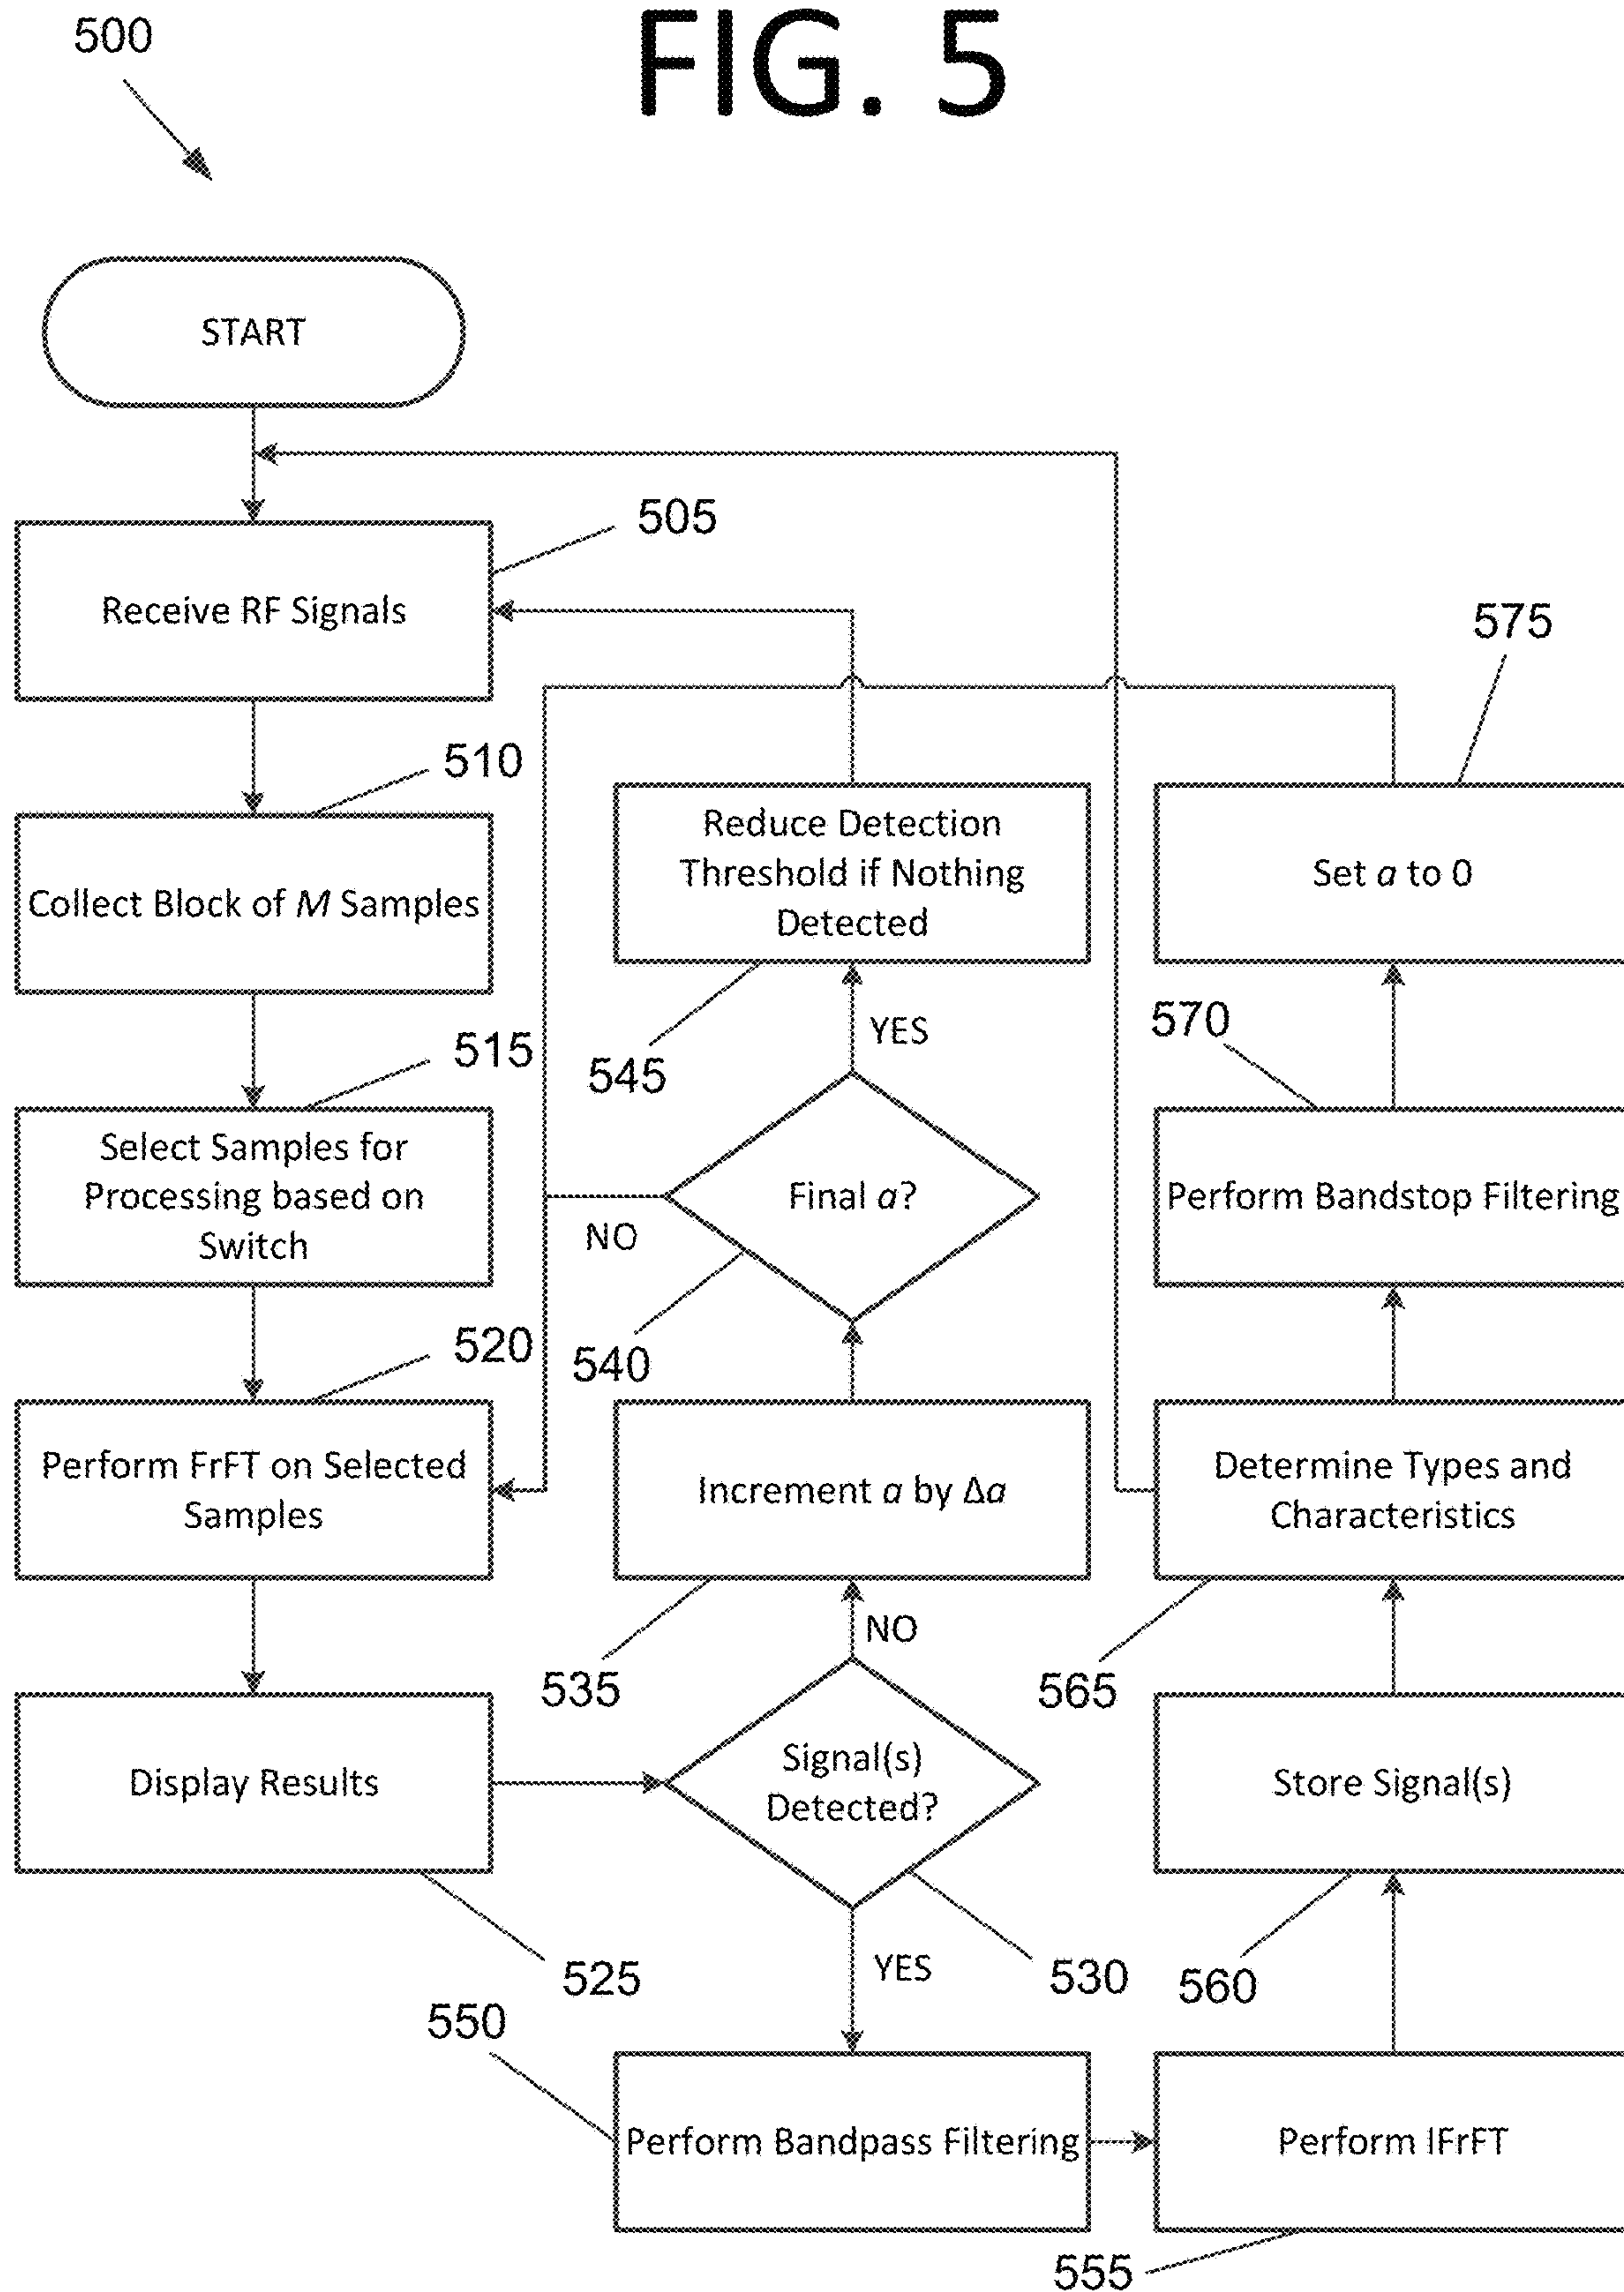 FIG. 5
500
START
505
Receive RF Signals
510
Collect Block of M Samples
515
Select Samples for
Processing based on
Switch
520
Perform FrFT on Selected
Samples
Display Results
525
Signal(s)
Detected?
530
NO
YES
Increment a by Δa
535
Final a?
540
NO
YES
Reduce Detection
Threshold if Nothing
Detected
545
550
Perform Bandpass Filtering
Perform IFrFT
555
Store Signal(s)
560
Determine Types and
Characteristics
565
Perform Bandstop Filtering
570
Set a to 0
575